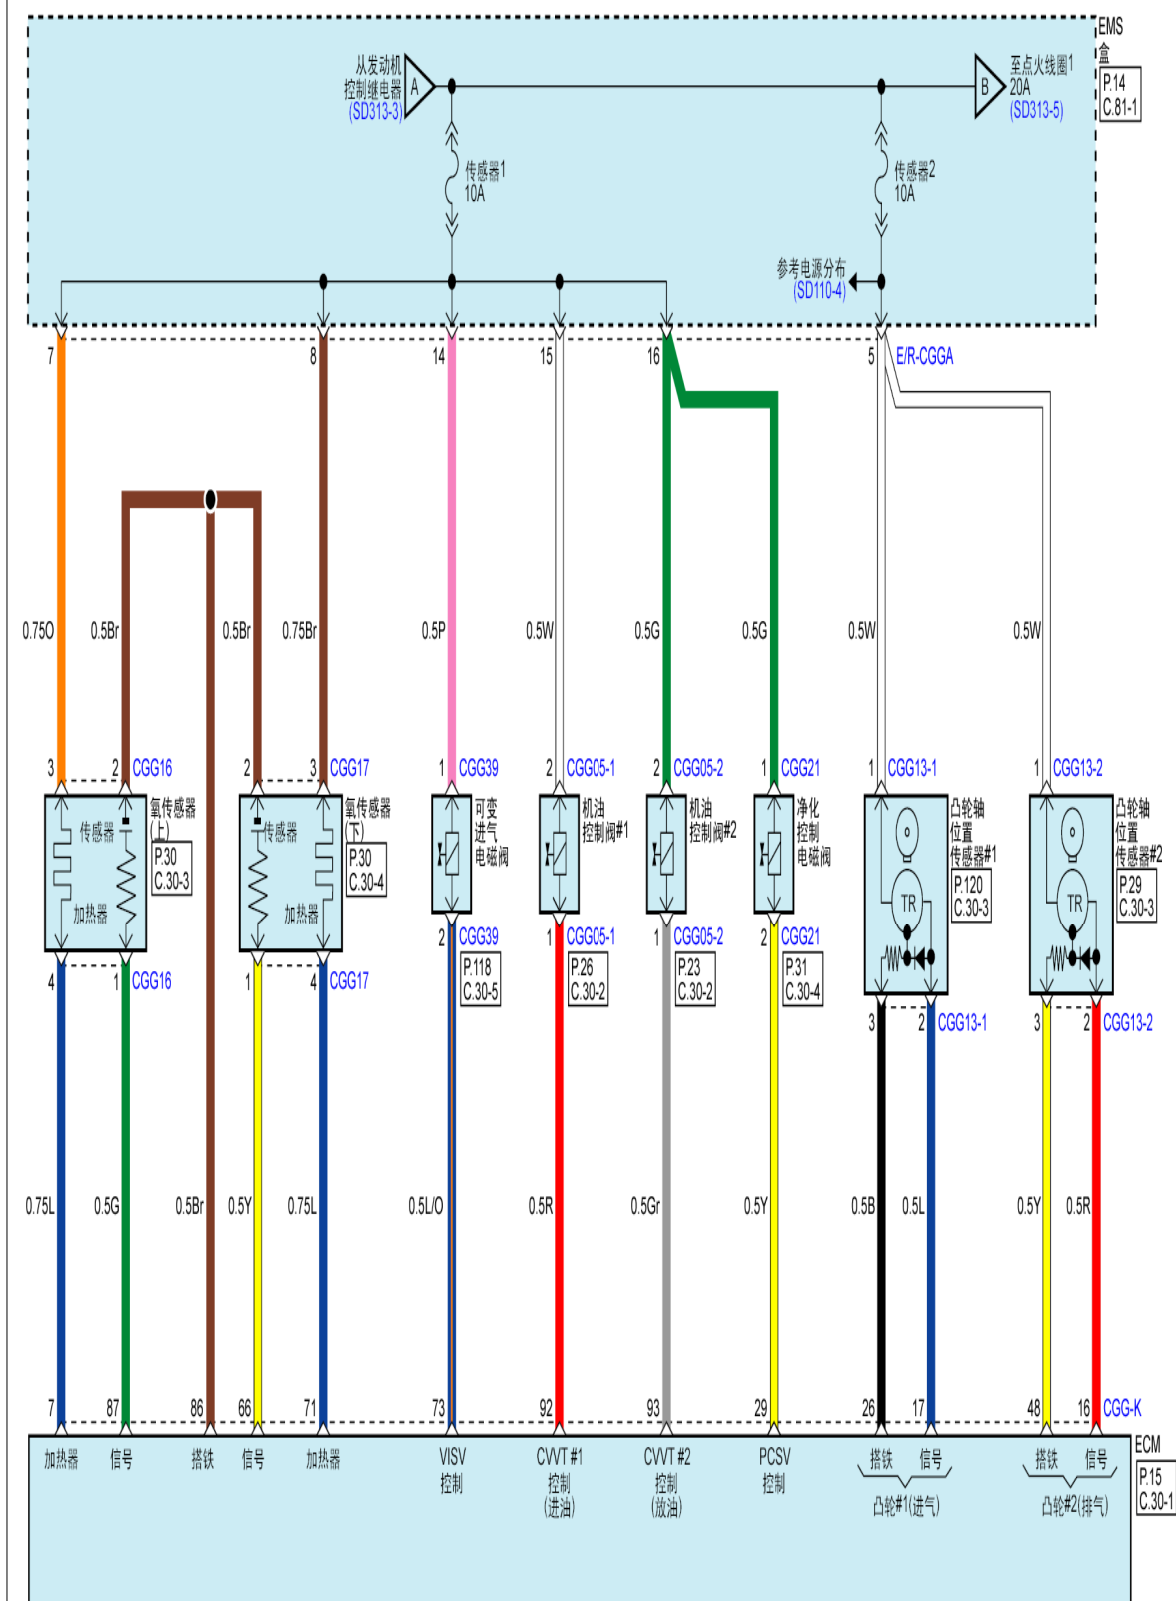 EMS
盒
P.14
C.81-1
从发动机
控制继电器
(SD313-3)
A
B
至点火线圈1
20A
(SD313-5)
传感器1
10A
传感器2
10A
参考电源分布
(SD110-4)
7
8
14
15
16
5
E/R-CGGA
0.75O
0.5Br
0.5Br
0.75Br
0.5P
0.5W
0.5G
0.5G
0.5W
0.5W
3
2
CGG16
2
3
CGG17
1
CGG39
2
CGG05-1
2
CGG05-2
1
CGG21
1
CGG13-1
1
CGG13-2
传感器
加热器
氧传感器
(上)
P.30
C.30-3
传感器
加热器
氧传感器
(下)
P.30
C.30-4
可变
进气
电磁阀
机油
控制阀#1
机油
控制阀#2
净化
控制
电磁阀
TR
凸轮轴
位置
传感器#1
P.120
C.30-3
TR
凸轮轴
位置
传感器#2
P.29
C.30-3
4
1
CGG16
1
4
CGG17
2
CGG39
P.118
C.30-5
1
CGG05-1
P.26
C.30-2
1
CGG05-2
P.23
C.30-2
2
CGG21
P.31
C.30-4
3
2
CGG13-1
3
2
CGG13-2
0.75L
0.5G
0.5Br
0.5Y
0.75L
0.5L/O
0.5R
0.5Gr
0.5Y
0.5B
0.5L
0.5Y
0.5R
7
87
86
66
71
73
92
93
29
26
17
48
16
CGG-K
加热器
信号
搭铁
信号
加热器
VISV
控制
CVVT #1
控制
(进油)
CVVT #2
控制
(放油)
PCSV
控制
搭铁
信号
凸轮#1(进气)
搭铁
信号
凸轮#2(排气)
ECM
P.15
C.30-1